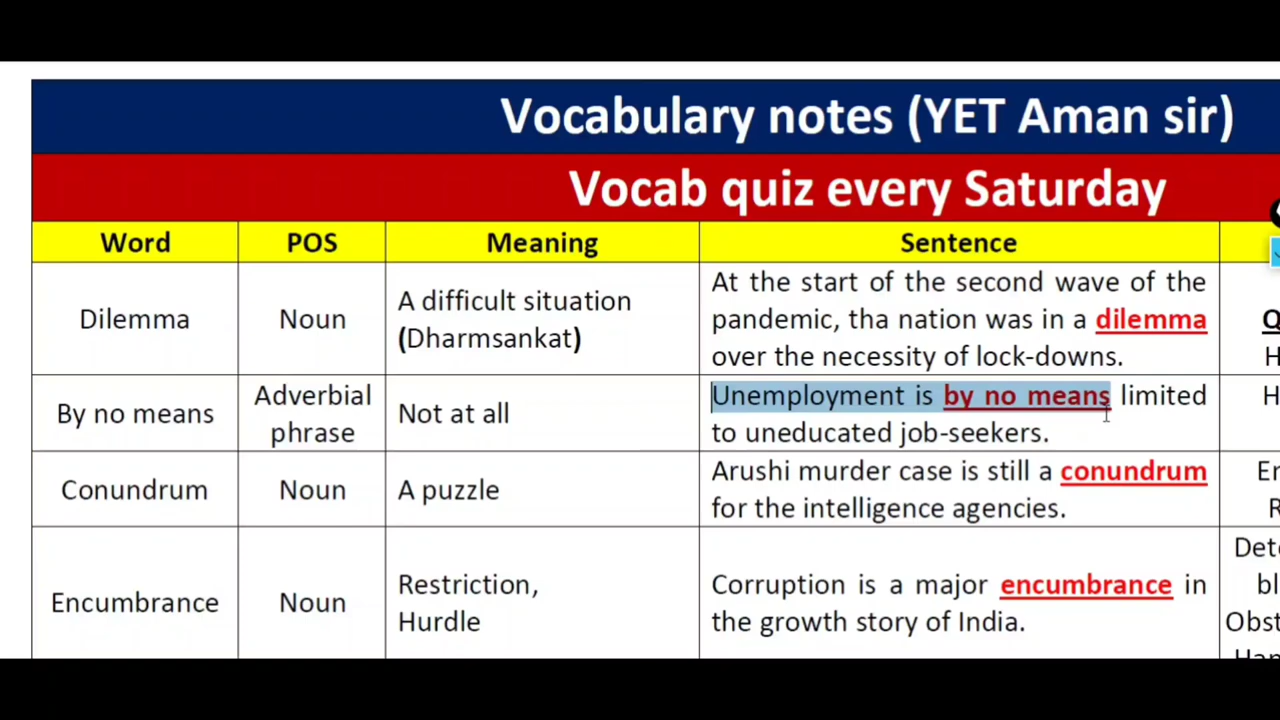 Vocabulary notes (YET Aman sir)
Vocab quiz every Saturday
Word POS Meaning Sentence
Dilemma Noun A difficult situation
(Dharmsankat)
At the start of the second wave of the
pandemic, tha nation was in a dilemma
over the necessity of lock-downs.
By no means Adverbial
phrase
Not at all
Unemployment is by no means limited
to uneducated job-seekers.
Conundrum Noun A puzzle
Arushi murder case is still a conundrum
for the intelligence agencies.
Encumbrance Noun Restriction,
Hurdle
Corruption is a major encumbrance in
the growth story of India.